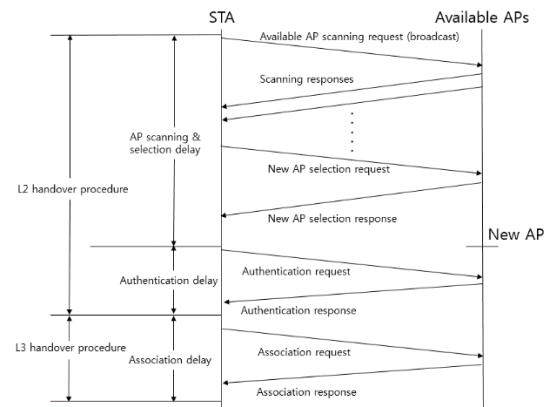 STA
Available APs
Available AP scanning request (broadcast)
Scanning responses
AP scanning &
selection delay
New AP selection request
L2 handover procedure
New AP selection response
New AP
Authentication request
Authentication delay
Authentication response
L3 handover procedure
Association request
Association delay
Association response